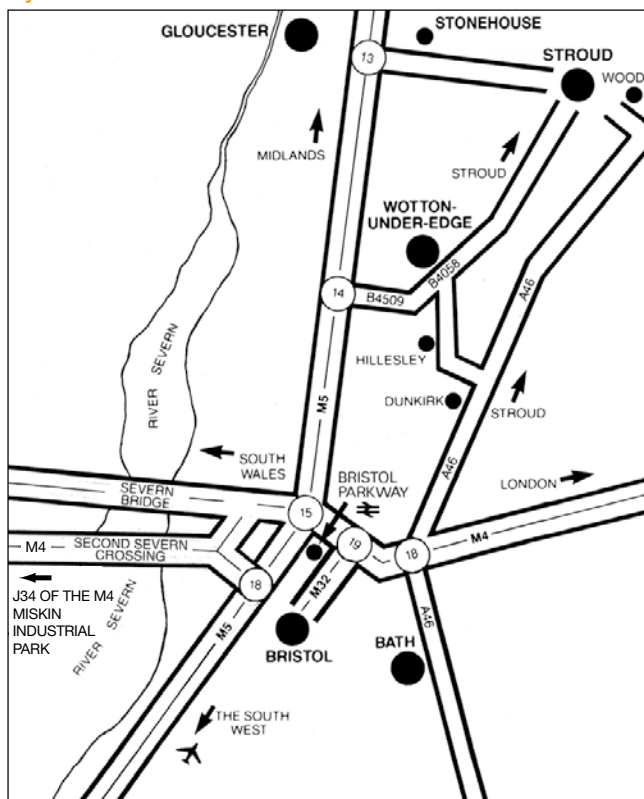 GLOUCESTER
STONEHOUSE
13
STROUD
WOOD
MIDLANDS
STROUD
WOTTON-
UNDER-EDGE
B4058
A46
14
B4509
RIVER SEVERN
HILLESLEY
M5
DUNKIRK
STROUD
SOUTH
WALES
A46
LONDON
BRISTOL
PARKWAY
SEVERN
BRIDGE
15
19
18
M4
M4
SECOND SEVERN
CROSSING
18
M32
J34 OF THE M4
MISKIN
INDUSTRIAL
PARK
RIVER SEVERN
M5
A46
BRISTOL
BATH
THE SOUTH
WEST